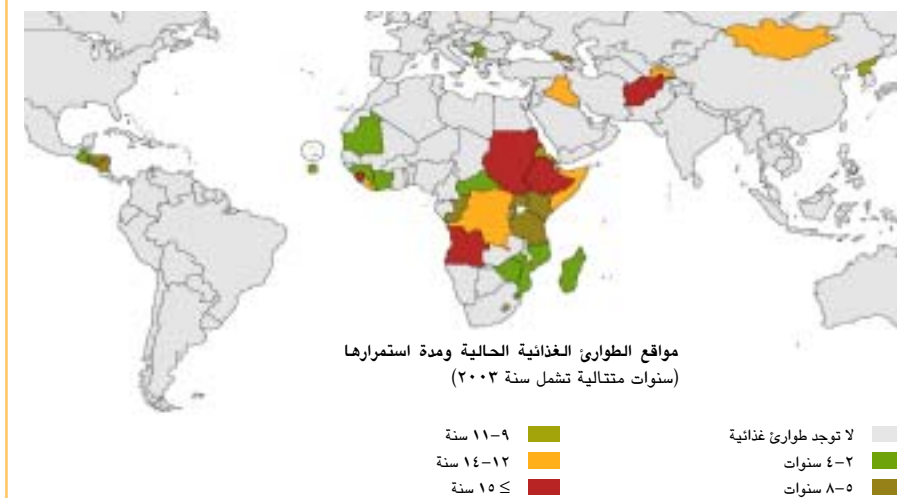 مواقع الطوارئ الغذائية الحالية ومدة استمرارها
(سنوات متتالية تشمل سنة ٢٠٠٣)
لا توجد طوارئ غذائية
٢-٤ سنوات
٥-٨ سنوات
٩-١١ سنة
١٢-١٤ سنة
≥ ١٥ سنة